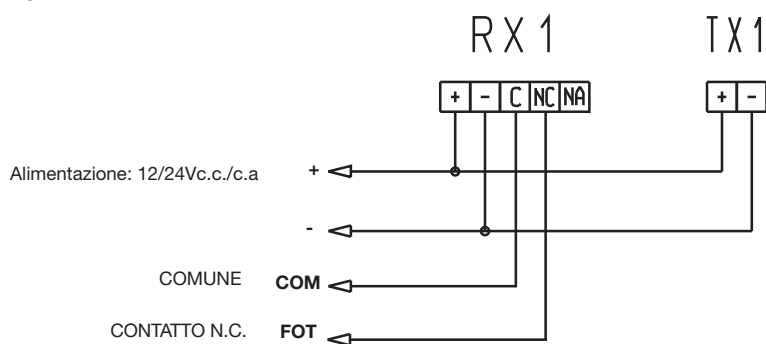 RX1 TX1
+ - C NC NA + -
Alimentazione: 12/24Vc.c./c.a +
-
COMUNE COM
CONTATTO N.C. FOT